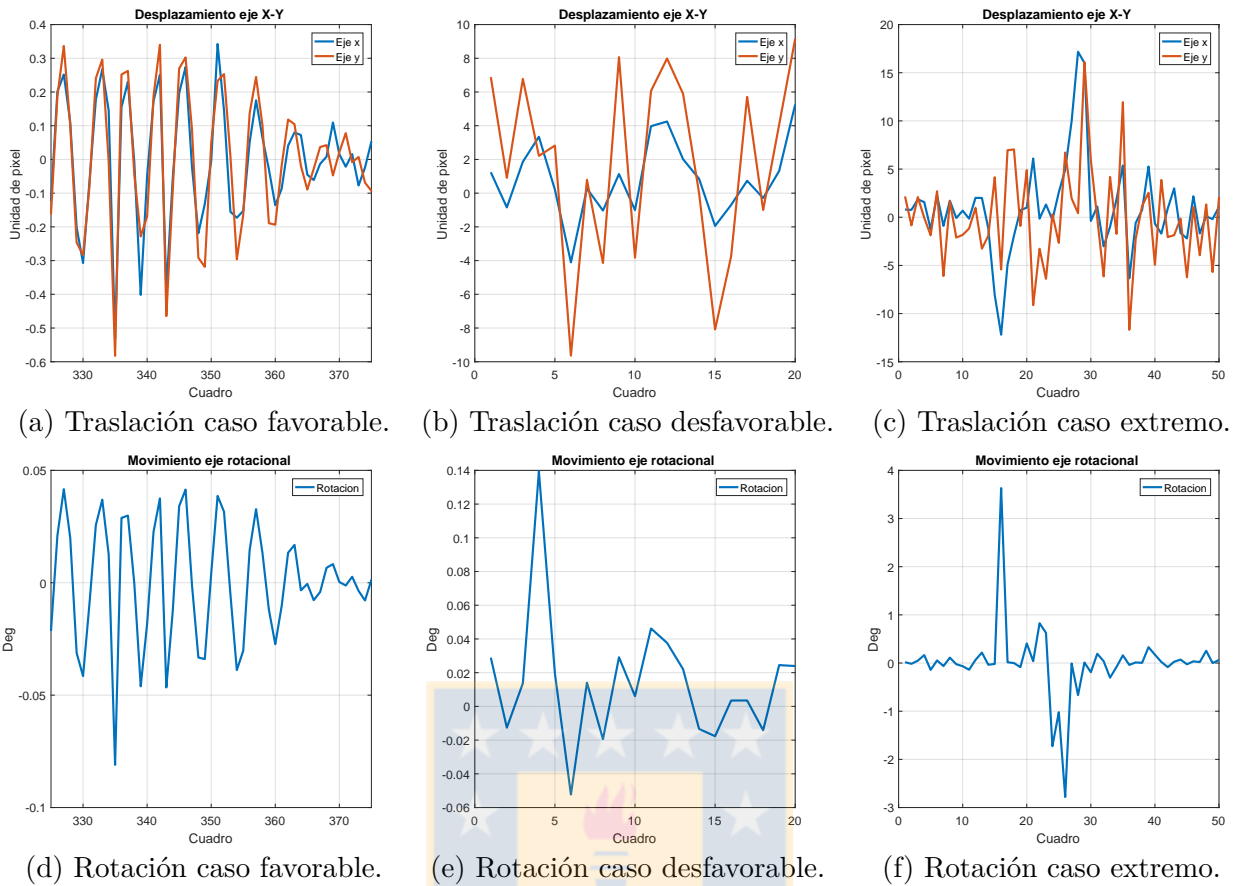 Desplazamiento eje X-Y
Unidad de pixel
0.4
0.3
0.2
0.1
0
-0.1
-0.2
-0.3
-0.4
-0.5
-0.6
Eje x
Eje y
330 340 350 360 370
Cuadro
(a) Traslación caso favorable.
Desplazamiento eje X-Y
Unidad de pixel
10
8
6
4
2
0
-2
-4
-6
-8
-10
Eje x
Eje y
0 5 10 15 20
Cuadro
(b) Traslación caso desfavorable.
Desplazamiento eje X-Y
Unidad de pixel
20
15
10
5
0
-5
-10
-15
Eje x
Eje y
0 10 20 30 40 50
Cuadro
(c) Traslación caso extremo.
Movimiento eje rotacional
Deg
0.05
0
-0.05
-0.1
Rotacion
330 340 350 360 370
Cuadro
(d) Rotación caso favorable.
Movimiento eje rotacional
Deg
0.14
0.12
0.1
0.08
0.06
0.04
0.02
0
-0.02
-0.04
-0.06
Rotacion
0 5 10 15 20
Cuadro
(e) Rotación caso desfavorable.
Movimiento eje rotacional
Deg
4
3
2
1
0
-1
-2
-3
Rotacion
0 10 20 30 40 50
Cuadro
(f) Rotación caso extremo.